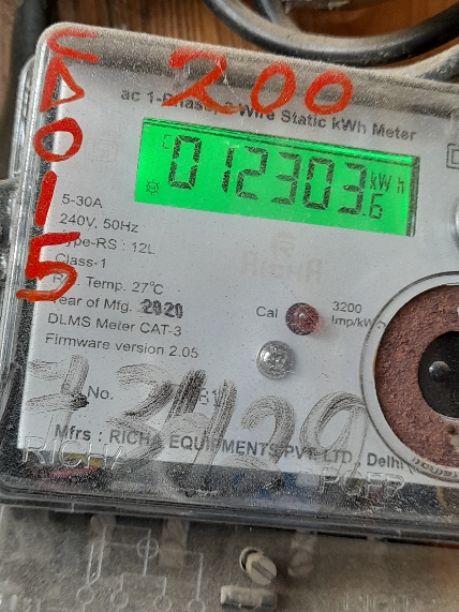 200
CD015
ac 1-Phase, 2 Wire Static kWh Meter
012303.6 kWh
5-30A
240V, 50Hz
Type-RS : 12L
Class-1
Ref. Temp. 27°C
Year of Mfg. 2020
DLMS Meter CAT-3
Firmware version 2.05
Cal
3200
Imp/kWh
No.
Mfrs : RICHA EQUIPMENTS PVT. LTD., Delhi
RICHA